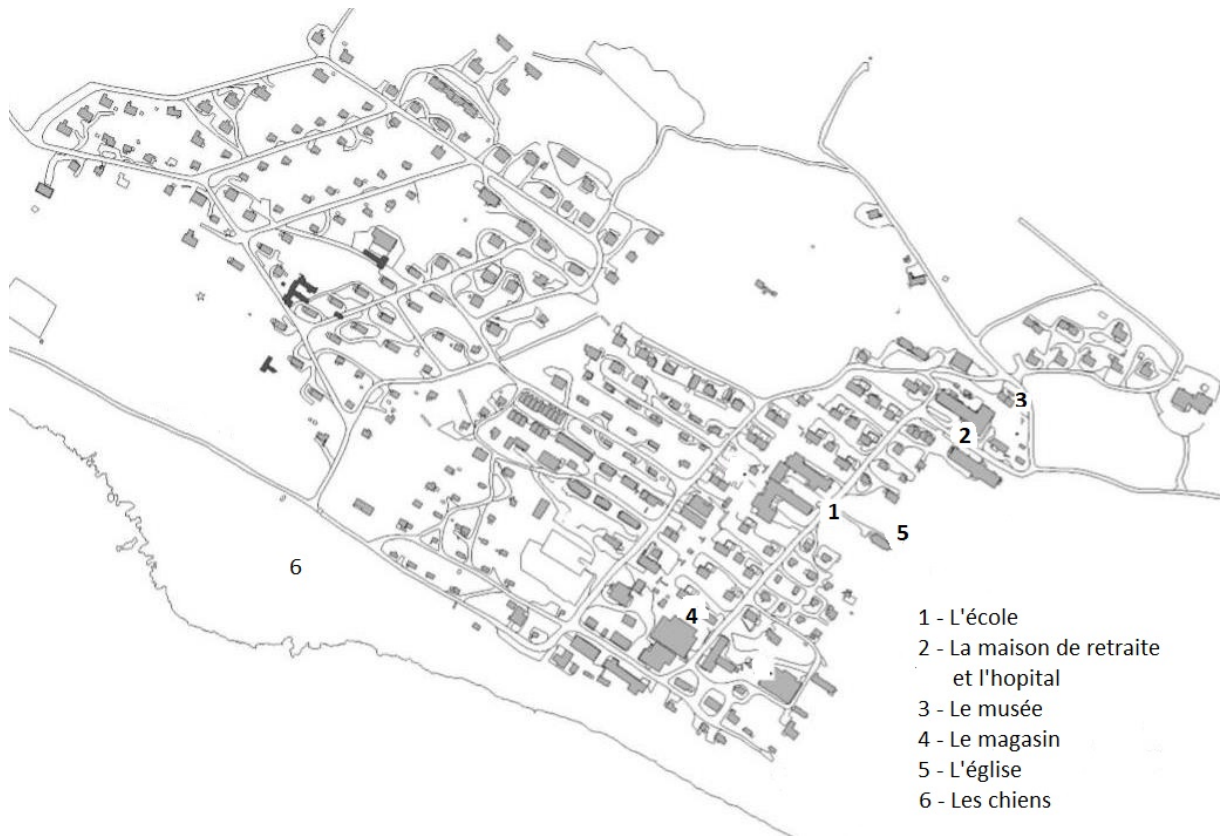 3
2
1
5
6
4
1 - L'école
2 - La maison de retraite
et l'hopital
3 - Le musée
4 - Le magasin
5 - L'église
6 - Les chiens